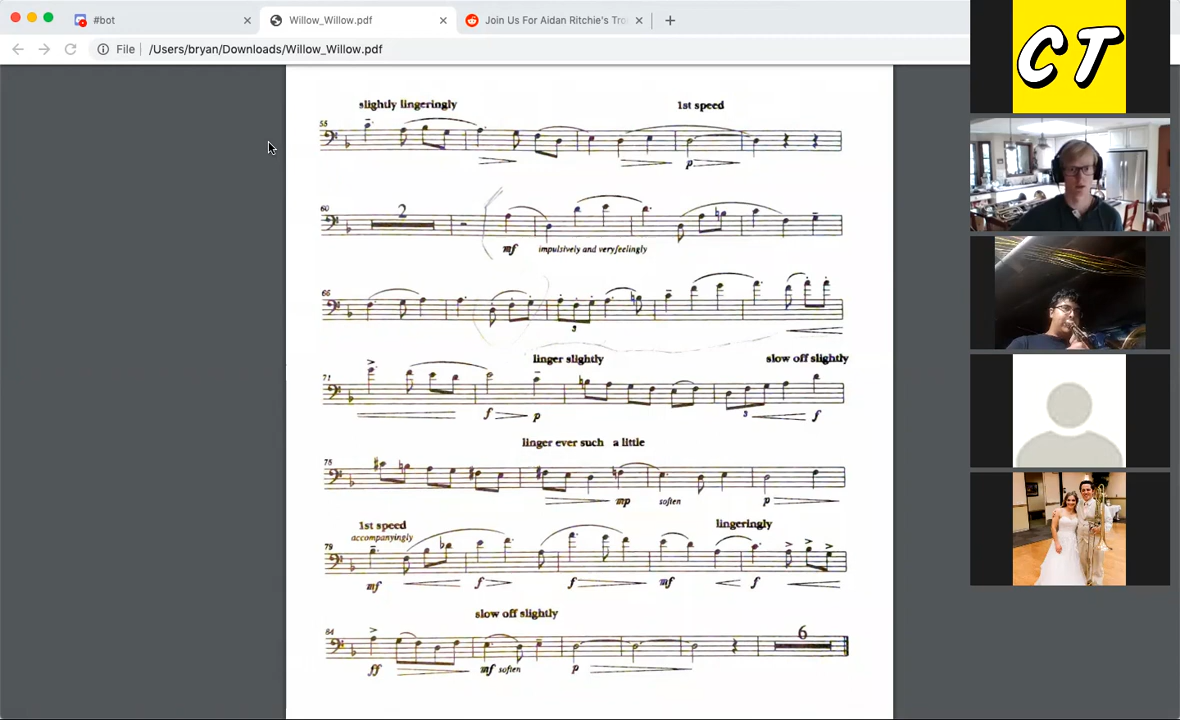 #bot
Willow_Willow.pdf
Join Us For Aidan Ritchie's Tro
File | /Users/bryan/Downloads/Willow_Willow.pdf
CT
slightly lingeringly 1st speed
55
p
60
2
mf impulsively and very feelingly
66
3
linger slightly slow off slightly
71
f p 3 f
linger ever such a little
75
mp soften p
1st speed lingeringly
accompanyingly
79
mf f f mf f
slow off slightly
84
6
ff mf soften p